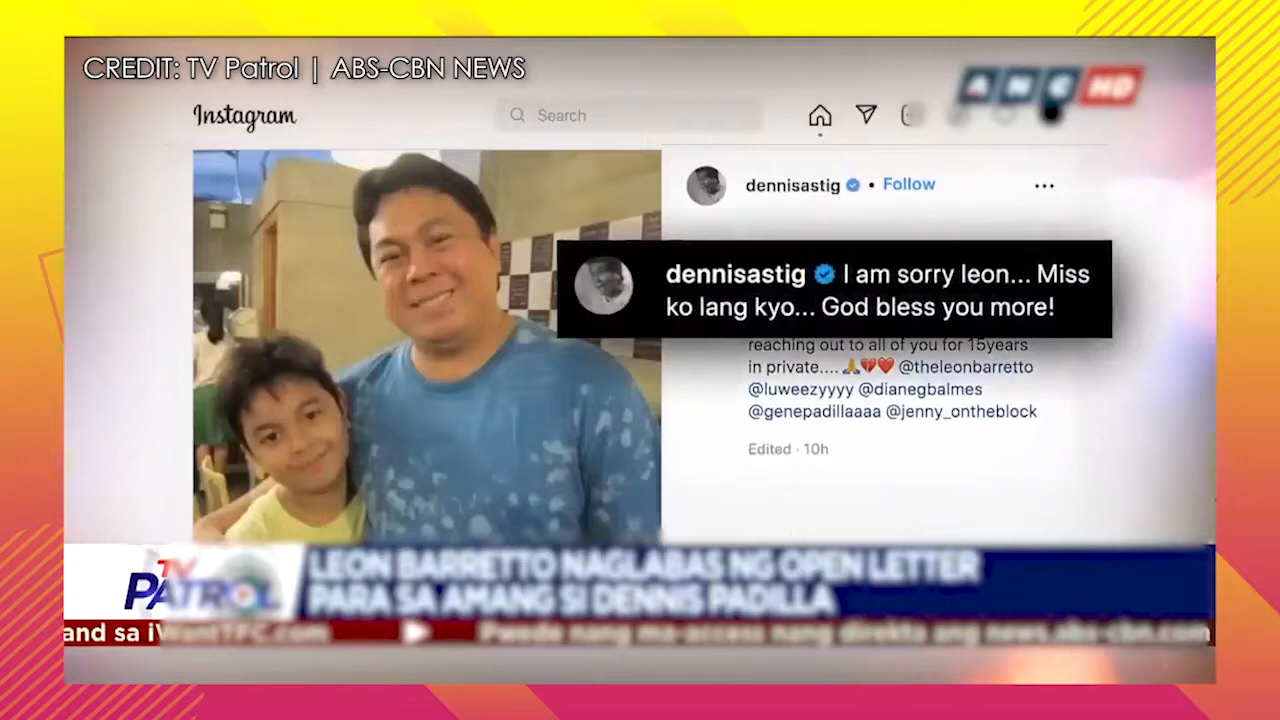 CREDIT: TV Patrol | ABS-CBN NEWS
ANC HD
Instagram
Search
dennisastig • Follow
dennisastig I am sorry leon... Miss
ko lang kyo... God bless you more!
reaching out to all of you for 15years
in private.... 🙏💔❤️ @theleonbarretto
@luweezyyyy @dianegbalmes
@genepadillaaaa @jenny_ontheblock
Edited · 10h
TV PATROL
LEON BARRETTO NAGLABAS NG OPEN LETTER
PARA SA AMANG SI DENNIS PADILLA
and sa iWantTFC.com Pwede nang ma-access nang direkta ang news.abs-cbn.com